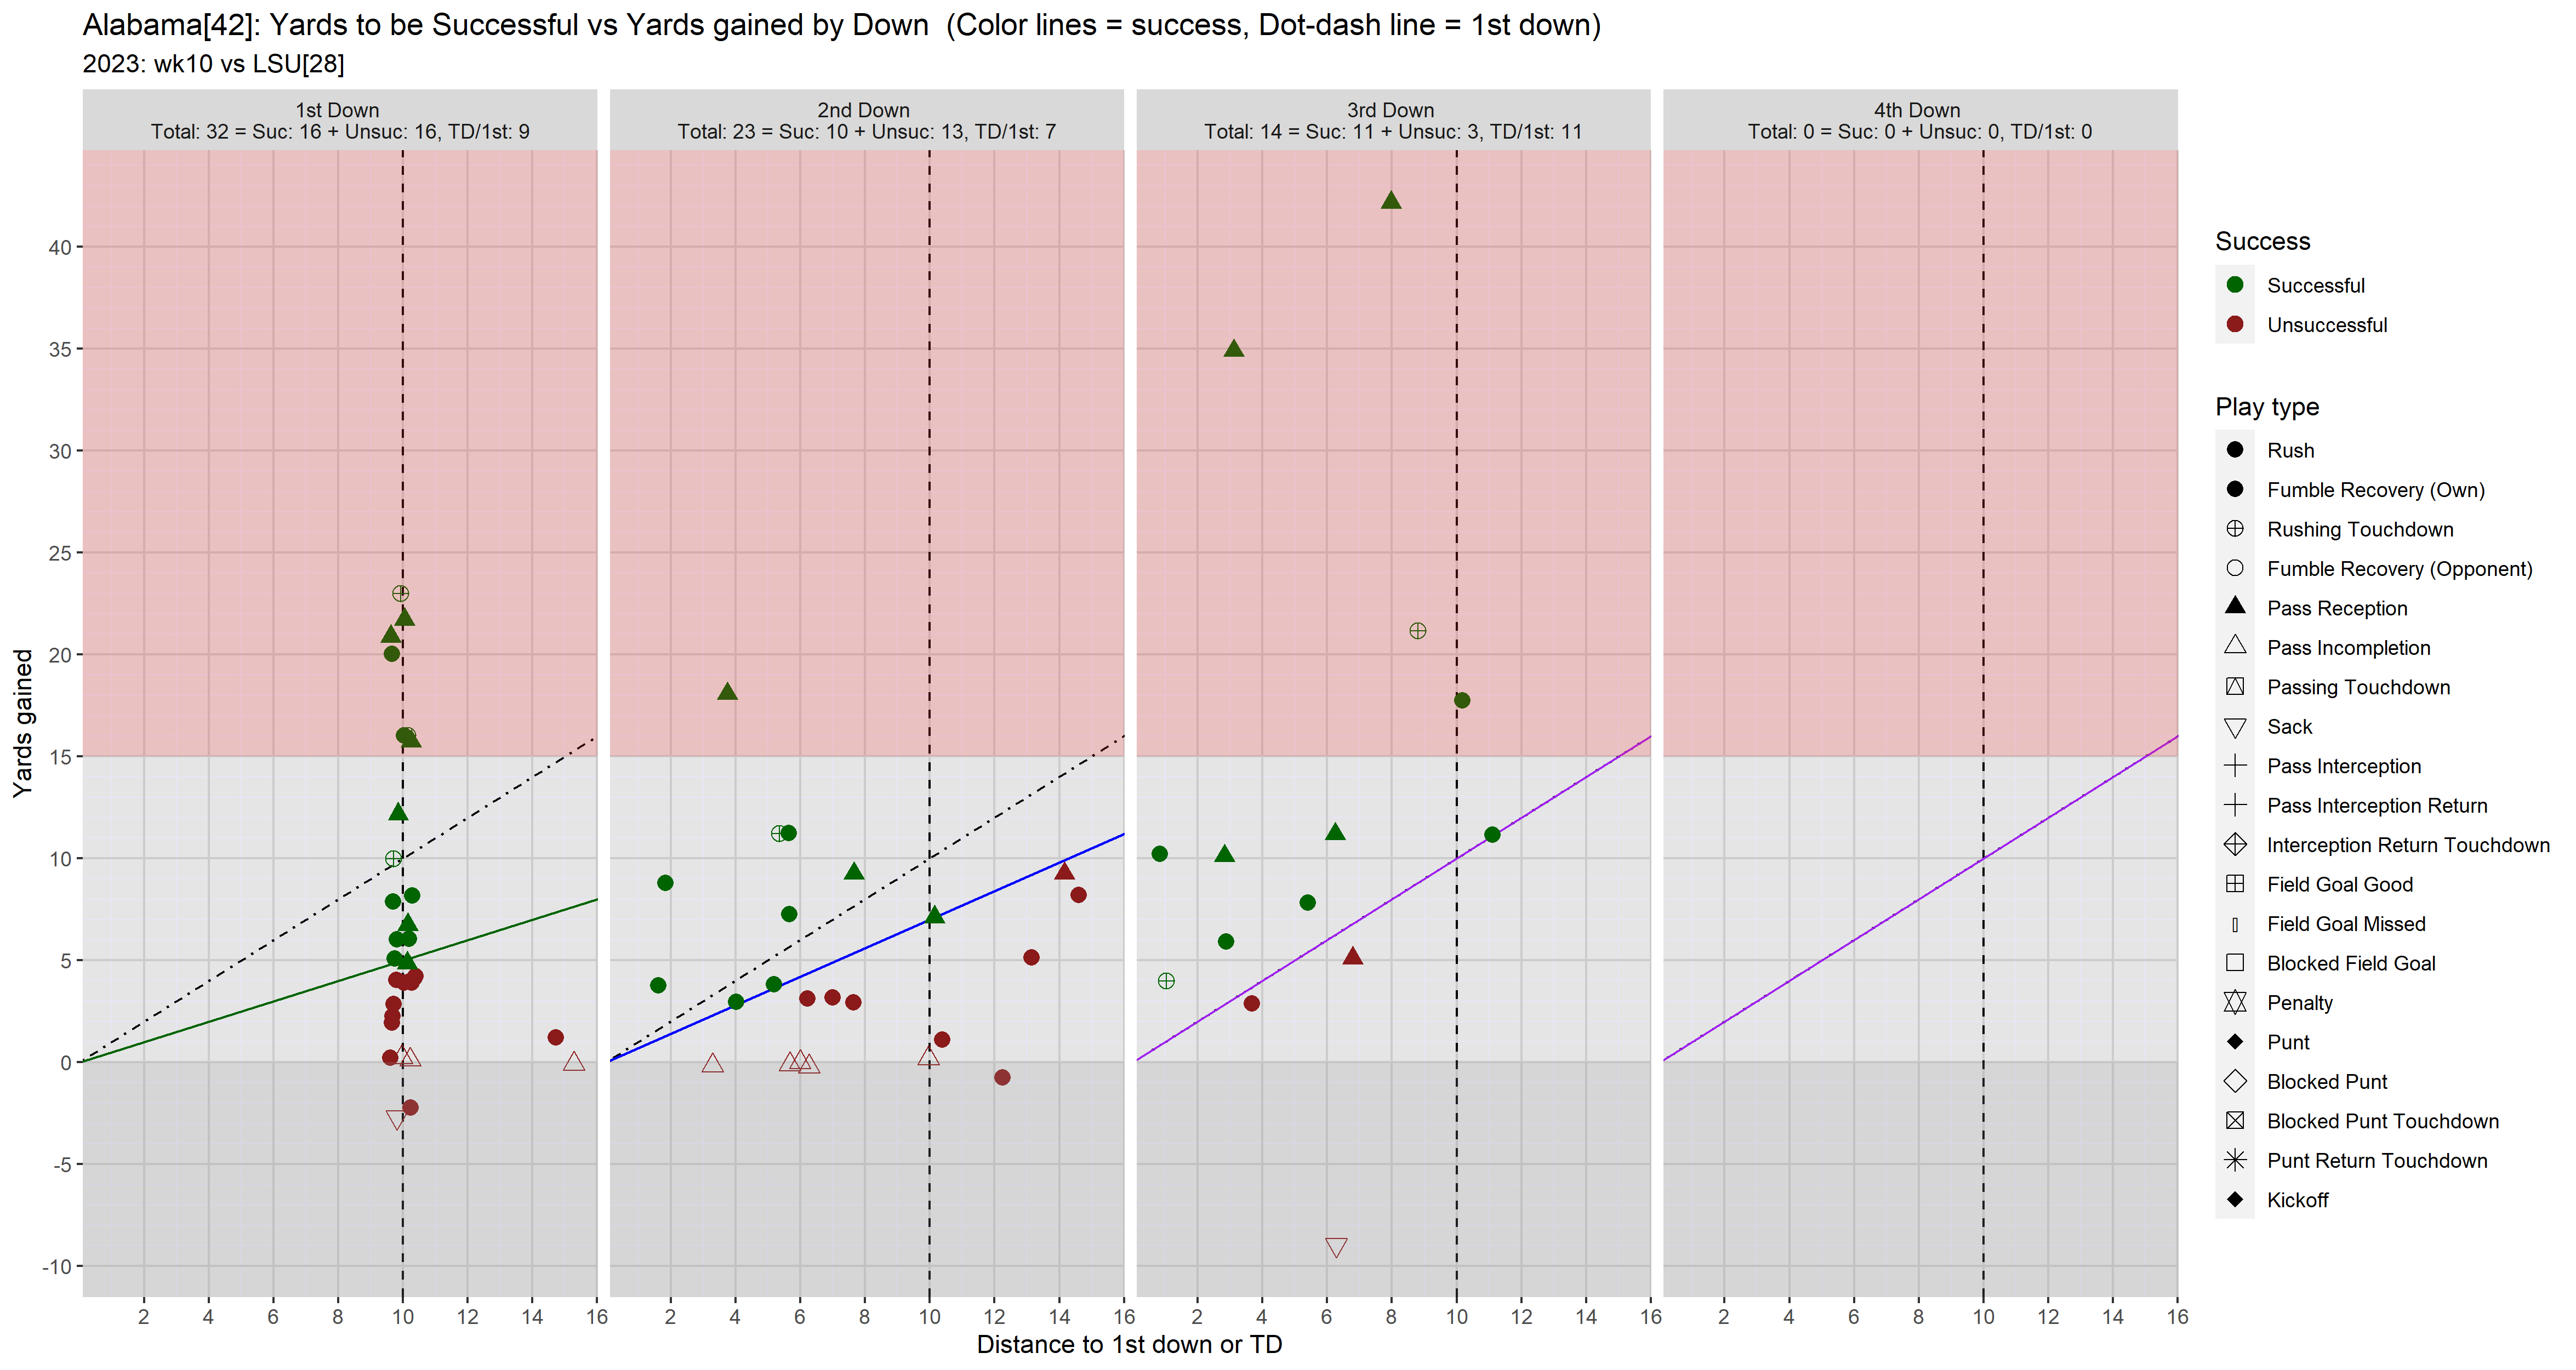 Alabama[42]: Yards to be Successful vs Yards gained by Down  (Color lines = success, Dot-dash line = 1st down)
2023: wk10 vs LSU[28]
1st Down
Total: 32 = Suc: 16 + Unsuc: 16, TD/1st: 9
2nd Down
Total: 23 = Suc: 10 + Unsuc: 13, TD/1st: 7
3rd Down
Total: 14 = Suc: 11 + Unsuc: 3, TD/1st: 11
4th Down
Total: 0 = Suc: 0 + Unsuc: 0, TD/1st: 0
Yards gained
40
35
30
25
20
15
10
5
0
-5
-10
2 4 6 8 10 12 14 16
2 4 6 8 10 12 14 16
2 4 6 8 10 12 14 16
2 4 6 8 10 12 14 16
Distance to 1st down or TD
Success
Successful
Unsuccessful
Play type
Rush
Fumble Recovery (Own)
Rushing Touchdown
Fumble Recovery (Opponent)
Pass Reception
Pass Incompletion
Passing Touchdown
Sack
Pass Interception
Pass Interception Return
Interception Return Touchdown
Field Goal Good
Field Goal Missed
Blocked Field Goal
Penalty
Punt
Blocked Punt
Blocked Punt Touchdown
Punt Return Touchdown
Kickoff